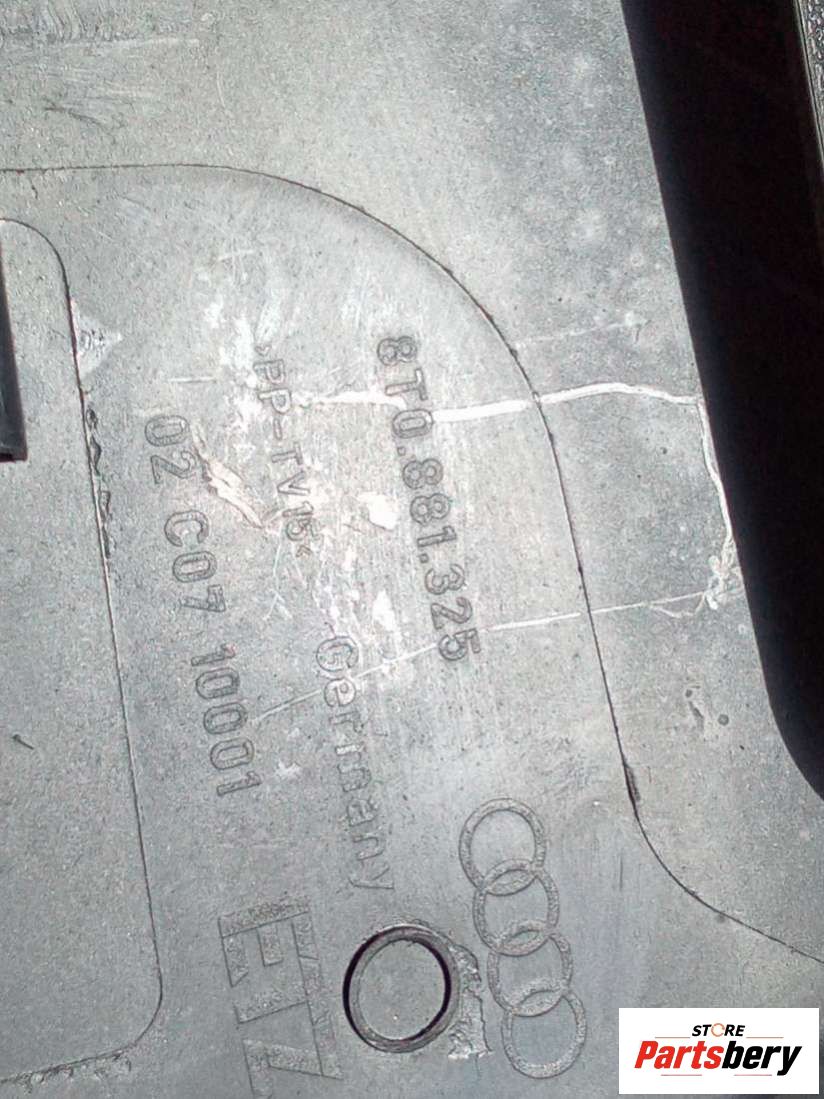 8T0.881.325
>PP-TV15<
02 C07 10001
Germany
STORE
Partsbery